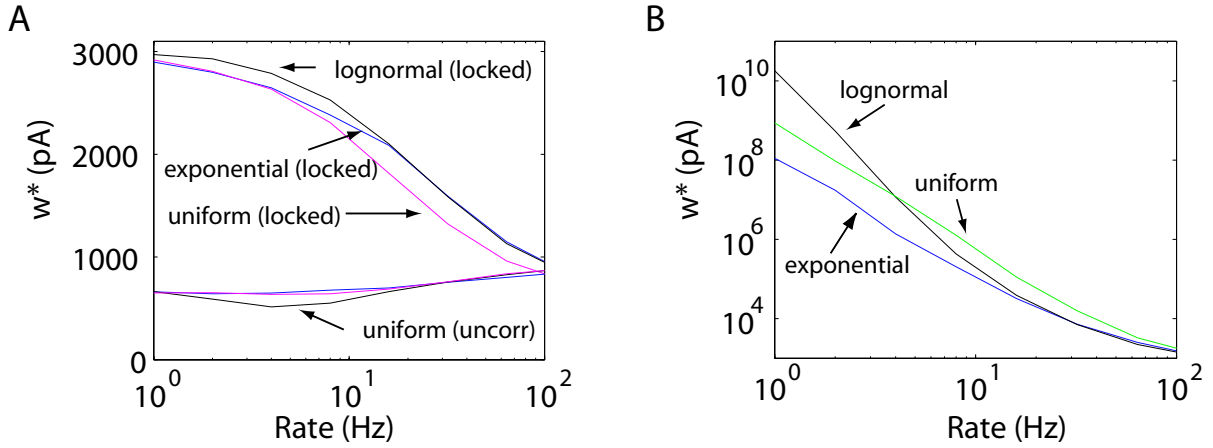 A
3000
2000
1000
0
w* (pA)
lognormal (locked)
exponential (locked)
uniform (locked)
uniform (uncorr)
10^0
10^1
10^2
Rate (Hz)
B
10^10
10^8
10^6
10^4
w* (pA)
lognormal
uniform
exponential
10^0
10^1
10^2
Rate (Hz)